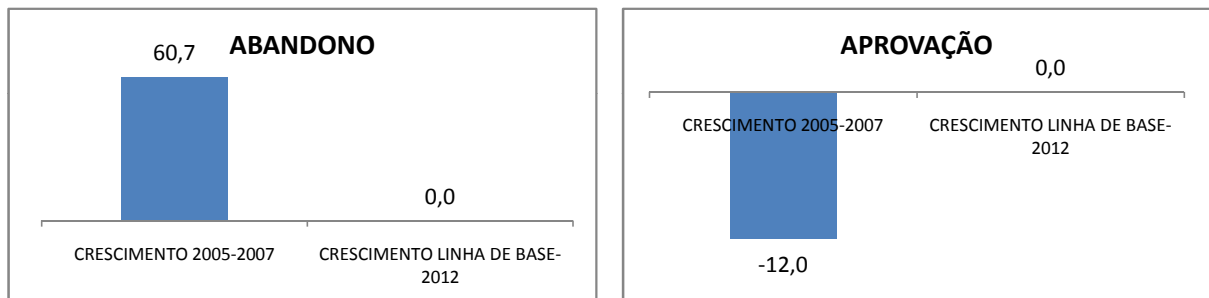 ABANDONO
60,7
0,0
CRESCIMENTO 2005-2007
CRESCIMENTO LINHA DE BASE-
2012
APROVAÇÃO
0,0
CRESCIMENTO 2005-2007
CRESCIMENTO LINHA DE BASE-
2012
-12,0